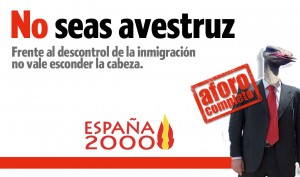 No seas avestruz
Frente al descontrol de la inmigración
no vale esconder la cabeza.
aforo
completo
ESPAÑA
2000